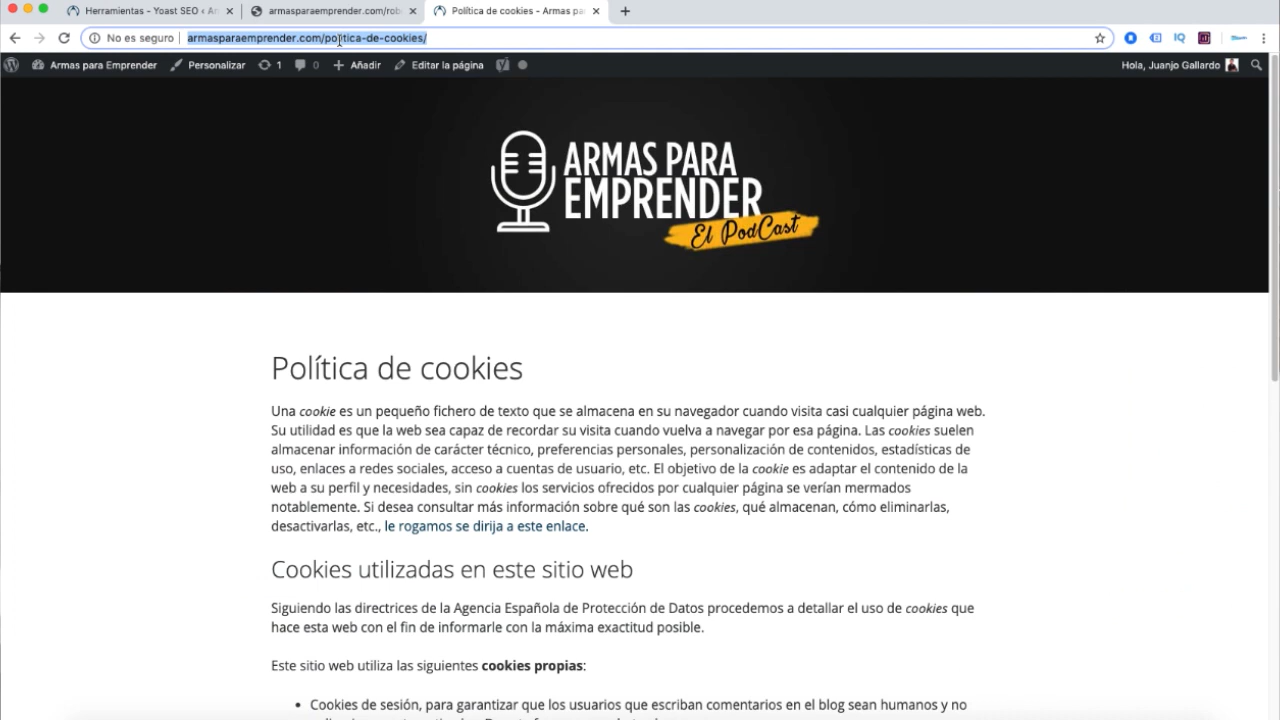 Herramientas - Yoast SEO ‹ Ar
armasparaemprender.com/rob
Política de cookies - Armas pa
No es seguro
armasparaemprender.com/politica-de-cookies/
Armas para Emprender
Personalizar
1
0
Añadir
Editar la página
Hola, Juanjo Gallardo
ARMAS PARA
EMPRENDER
El PodCast
Política de cookies
Una cookie es un pequeño fichero de texto que se almacena en su navegador cuando visita casi cualquier página web.
Su utilidad es que la web sea capaz de recordar su visita cuando vuelva a navegar por esa página. Las cookies suelen
almacenar información de carácter técnico, preferencias personales, personalización de contenidos, estadísticas de
uso, enlaces a redes sociales, acceso a cuentas de usuario, etc. El objetivo de la cookie es adaptar el contenido de la
web a su perfil y necesidades, sin cookies los servicios ofrecidos por cualquier página se verían mermados
notablemente. Si desea consultar más información sobre qué son las cookies, qué almacenan, cómo eliminarlas,
desactivarlas, etc., le rogamos se dirija a este enlace.
Cookies utilizadas en este sitio web
Siguiendo las directrices de la Agencia Española de Protección de Datos procedemos a detallar el uso de cookies que
hace esta web con el fin de informarle con la máxima exactitud posible.
Este sitio web utiliza las siguientes cookies propias:
• Cookies de sesión, para garantizar que los usuarios que escriban comentarios en el blog sean humanos y no